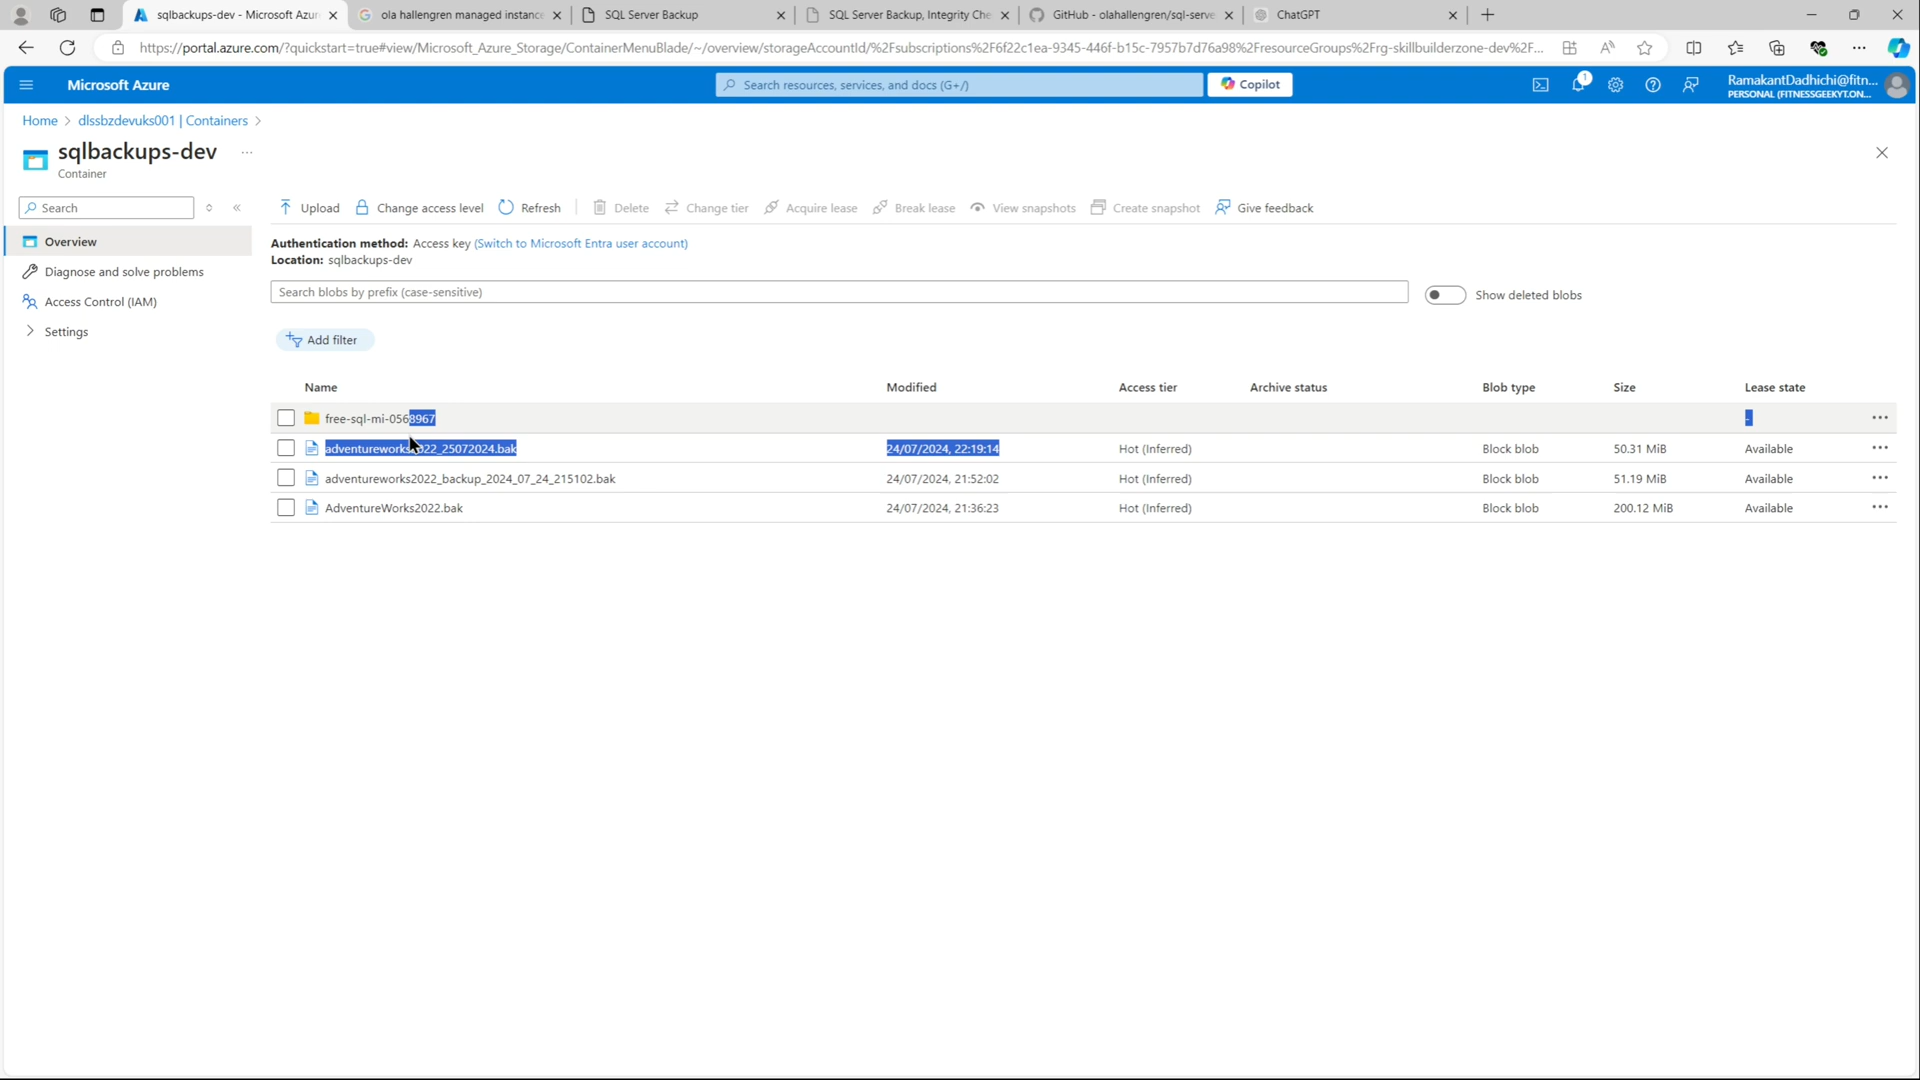 sqlbackups-dev - Microsoft Azur
ola hallengren managed instance
SQL Server Backup
SQL Server Backup, Integrity Che
GitHub - olahallengren/sql-serve
ChatGPT
https://portal.azure.com/?quickstart=true#view/Microsoft_Azure_Storage/ContainerMenuBlade/~/overview/storageAccountId/%2Fsubscriptions%2F6f22c1ea-9345-446f-b15c-7957b7d76a98%2FresourceGroups%2Frg-skillbuilderzone-dev%2F...
Microsoft Azure
Search resources, services, and docs (G+/)
Copilot
1
RamakantDadhichi@fitn...
PERSONAL (FITNESSGEEKYT.ON...
Home > dlssbzdevuks001 | Containers >
sqlbackups-dev ...
Container
Search
Upload Change access level Refresh Delete Change tier Acquire lease Break lease View snapshots Create snapshot Give feedback
Overview
Diagnose and solve problems
Access Control (IAM)
Settings
Authentication method: Access key (Switch to Microsoft Entra user account)
Location: sqlbackups-dev
Search blobs by prefix (case-sensitive)
Show deleted blobs
Add filter
Name Modified Access tier Archive status Blob type Size Lease state
free-sql-mi-0568967 -
adventureworks2022_25072024.bak 24/07/2024, 22:19:14 Hot (Inferred) Block blob 50.31 MiB Available
adventureworks2022_backup_2024_07_24_215102.bak 24/07/2024, 21:52:02 Hot (Inferred) Block blob 51.19 MiB Available
AdventureWorks2022.bak 24/07/2024, 21:36:23 Hot (Inferred) Block blob 200.12 MiB Available